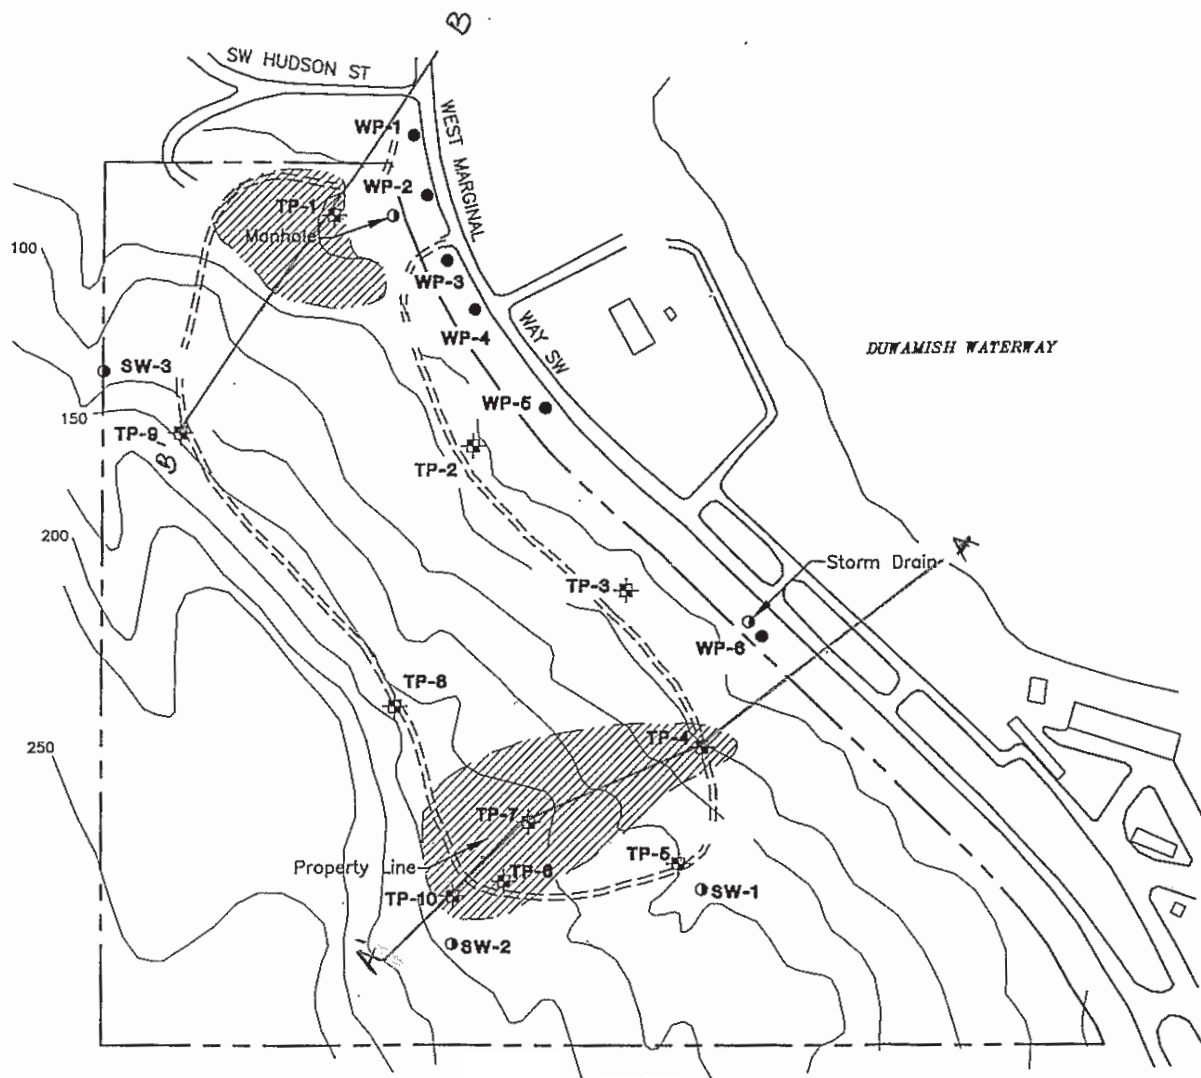 B
SW HUDSON ST
WP-1
WEST MARGINAL
WP-2
TP-1
Manhole
100
WP-3
WP-4
WAY SW
DUWAMISH WATERWAY
SW-3
WP-5
150
TP-9
B'
TP-2
200
A
Storm Drain
TP-3
WP-6
TP-8
TP-4
250
TP-7
Property Line
TP-5
TP-6
TP-10
SW-1
A'
SW-2